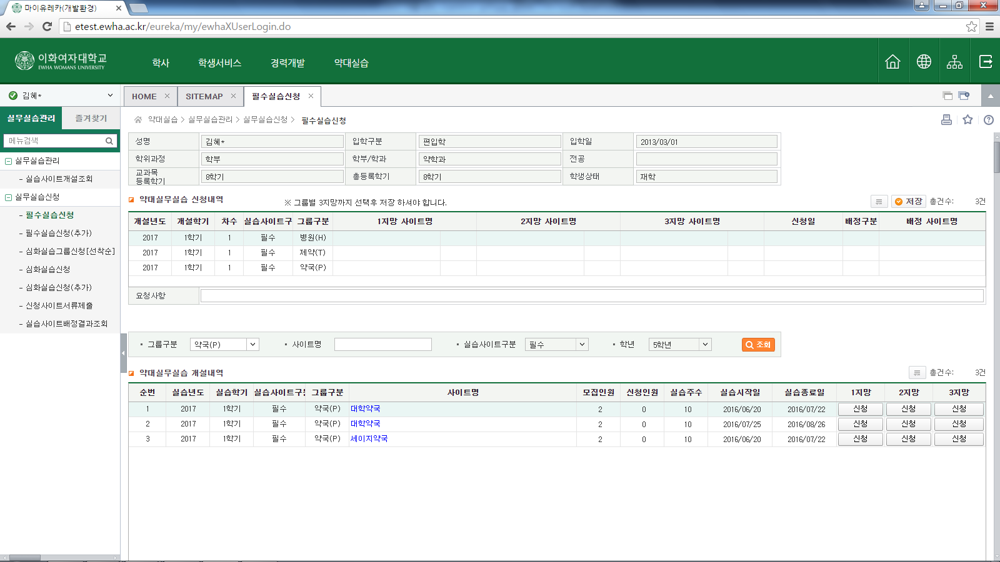 마이유레카(개발환경)
etest.ewha.ac.kr/eureka/my/ewhaXUserLogin.do
이화여자대학교
EWHA WOMANS UNIVERSITY
학사 학생서비스 경력개발 약대실습
김혜*
HOME SITEMAP 필수실습신청
실무실습관리 즐겨찾기
메뉴검색
실무실습관리
- 실습사이트개설조회
실무실습신청
- 필수실습신청
- 필수실습신청(추가)
- 심화실습그룹신청[선착순]
- 심화실습신청
- 심화실습신청(추가)
- 신청사이트서류제출
- 실습사이트배정결과조회
약대실습 > 실무실습관리 > 실무실습신청 > 필수실습신청
성명 김혜* 입학구분 편입학 입학일 2013/03/01
학위과정 학부 학부/학과 약학과 전공
교과목 등록학기 8학기 총등록학기 8학기 학생상태 재학
약대실무실습 신청내역 ※ 그룹별 3지망까지 선택후 저장 하셔야 합니다. 저장 총건수: 3건
개설년도 개설학기 차수 실습사이트구 그룹구분 1지망 사이트명 2지망 사이트명 3지망 사이트명 신청일 배정구분 배정 사이트명
2017 1학기 1 필수 병원(H)
2017 1학기 1 필수 제약(T)
2017 1학기 1 필수 약국(P)
요청사항
그룹구분 약국(P) 사이트명 실습사이트구분 필수 학년 5학년 조회
약대실무실습 개설내역 총건수: 3건
순번 실습년도 실습학기 실습사이트구분 그룹구분 사이트명 모집인원 신청인원 실습주수 실습시작일 실습종료일 1지망 2지망 3지망
1 2017 1학기 필수 약국(P) 대학약국 2 0 10 2016/06/20 2016/07/22 신청 신청 신청
2 2017 1학기 필수 약국(P) 대학약국 2 0 10 2016/07/25 2016/08/26 신청 신청 신청
3 2017 1학기 필수 약국(P) 세이지약국 2 0 10 2016/06/20 2016/07/22 신청 신청 신청